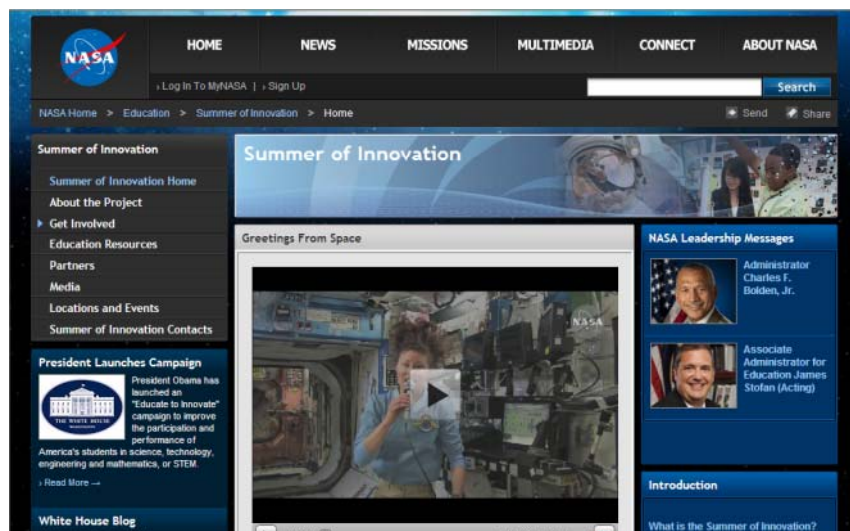 NASA
HOME
NEWS
MISSIONS
MULTIMEDIA
CONNECT
ABOUT NASA
› Log In To MyNASA | › Sign Up
Search
NASA Home > Education > Summer of Innovation > Home
Send
Share
Summer of Innovation
Summer of Innovation Home
About the Project
Get Involved
Education Resources
Partners
Media
Locations and Events
Summer of Innovation Contacts
President Launches Campaign
THE WHITE HOUSE
President Obama has
launched an
"Educate to Innovate"
campaign to improve
the participation and
performance of
America's students in science, technology,
engineering and mathematics, or STEM.
› Read More →
White House Blog
Summer of Innovation
Greetings From Space
NASA
NASA Leadership Messages
Administrator
Charles F.
Bolden, Jr.
Associate
Administrator for
Education James
Stofan (Acting)
Introduction
What is the Summer of Innovation?